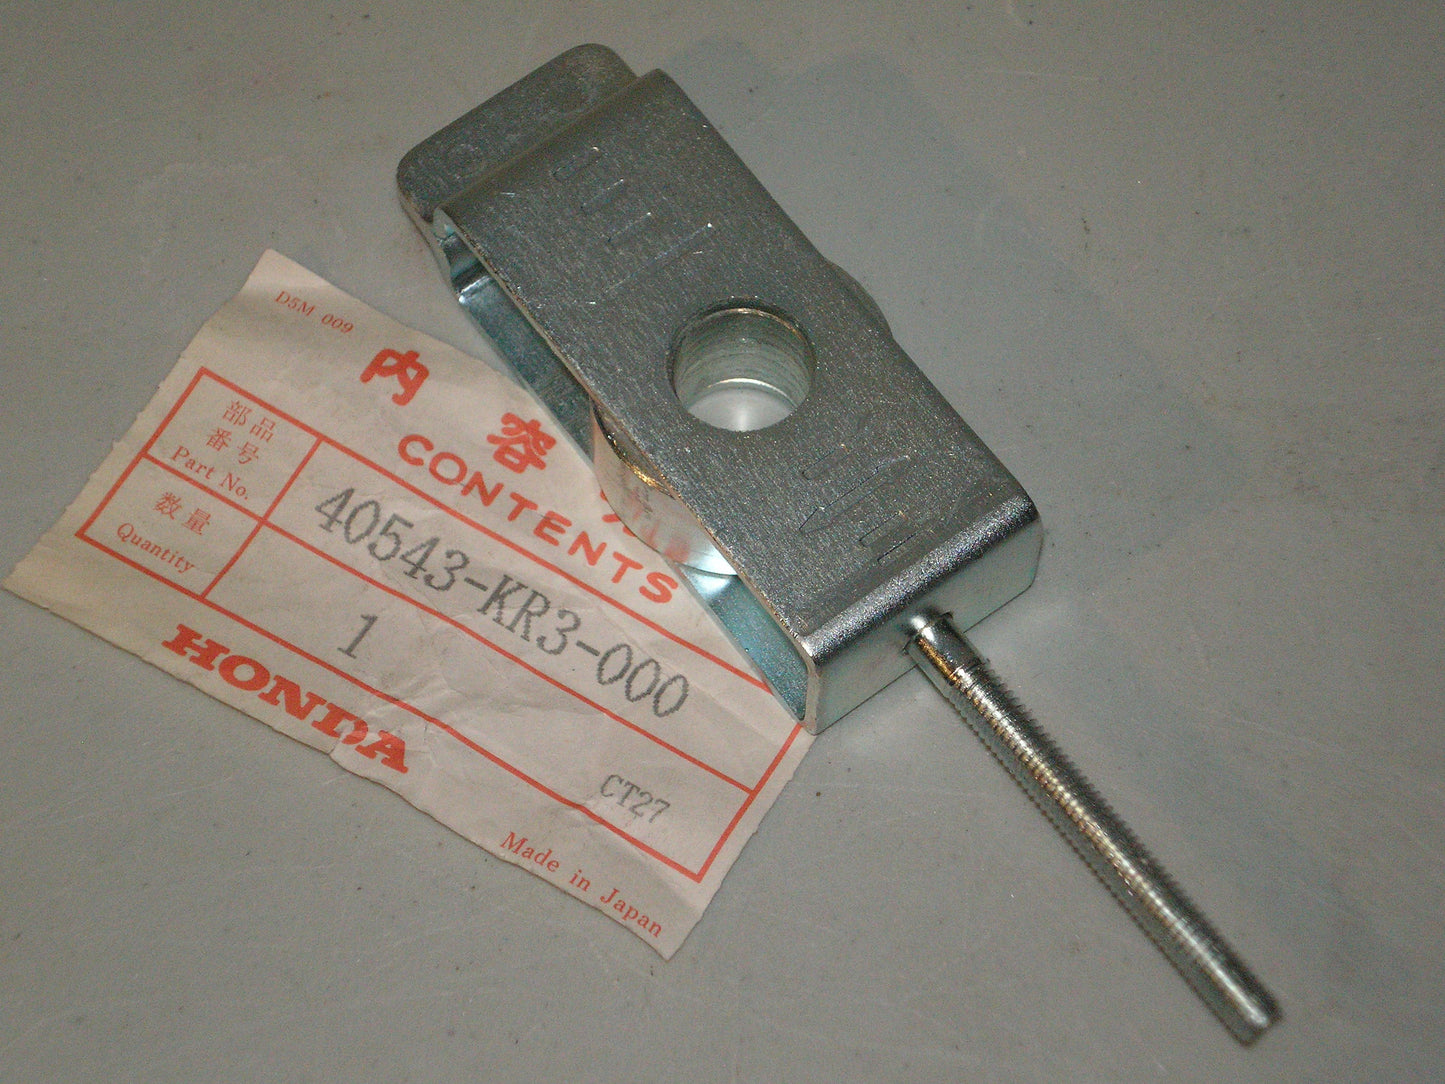 D5M 009
内容
CONTENTS
部品
番号
Part No.
40543-KR3-000
数量
Quantity
1
HONDA
CT27
Made in Japan